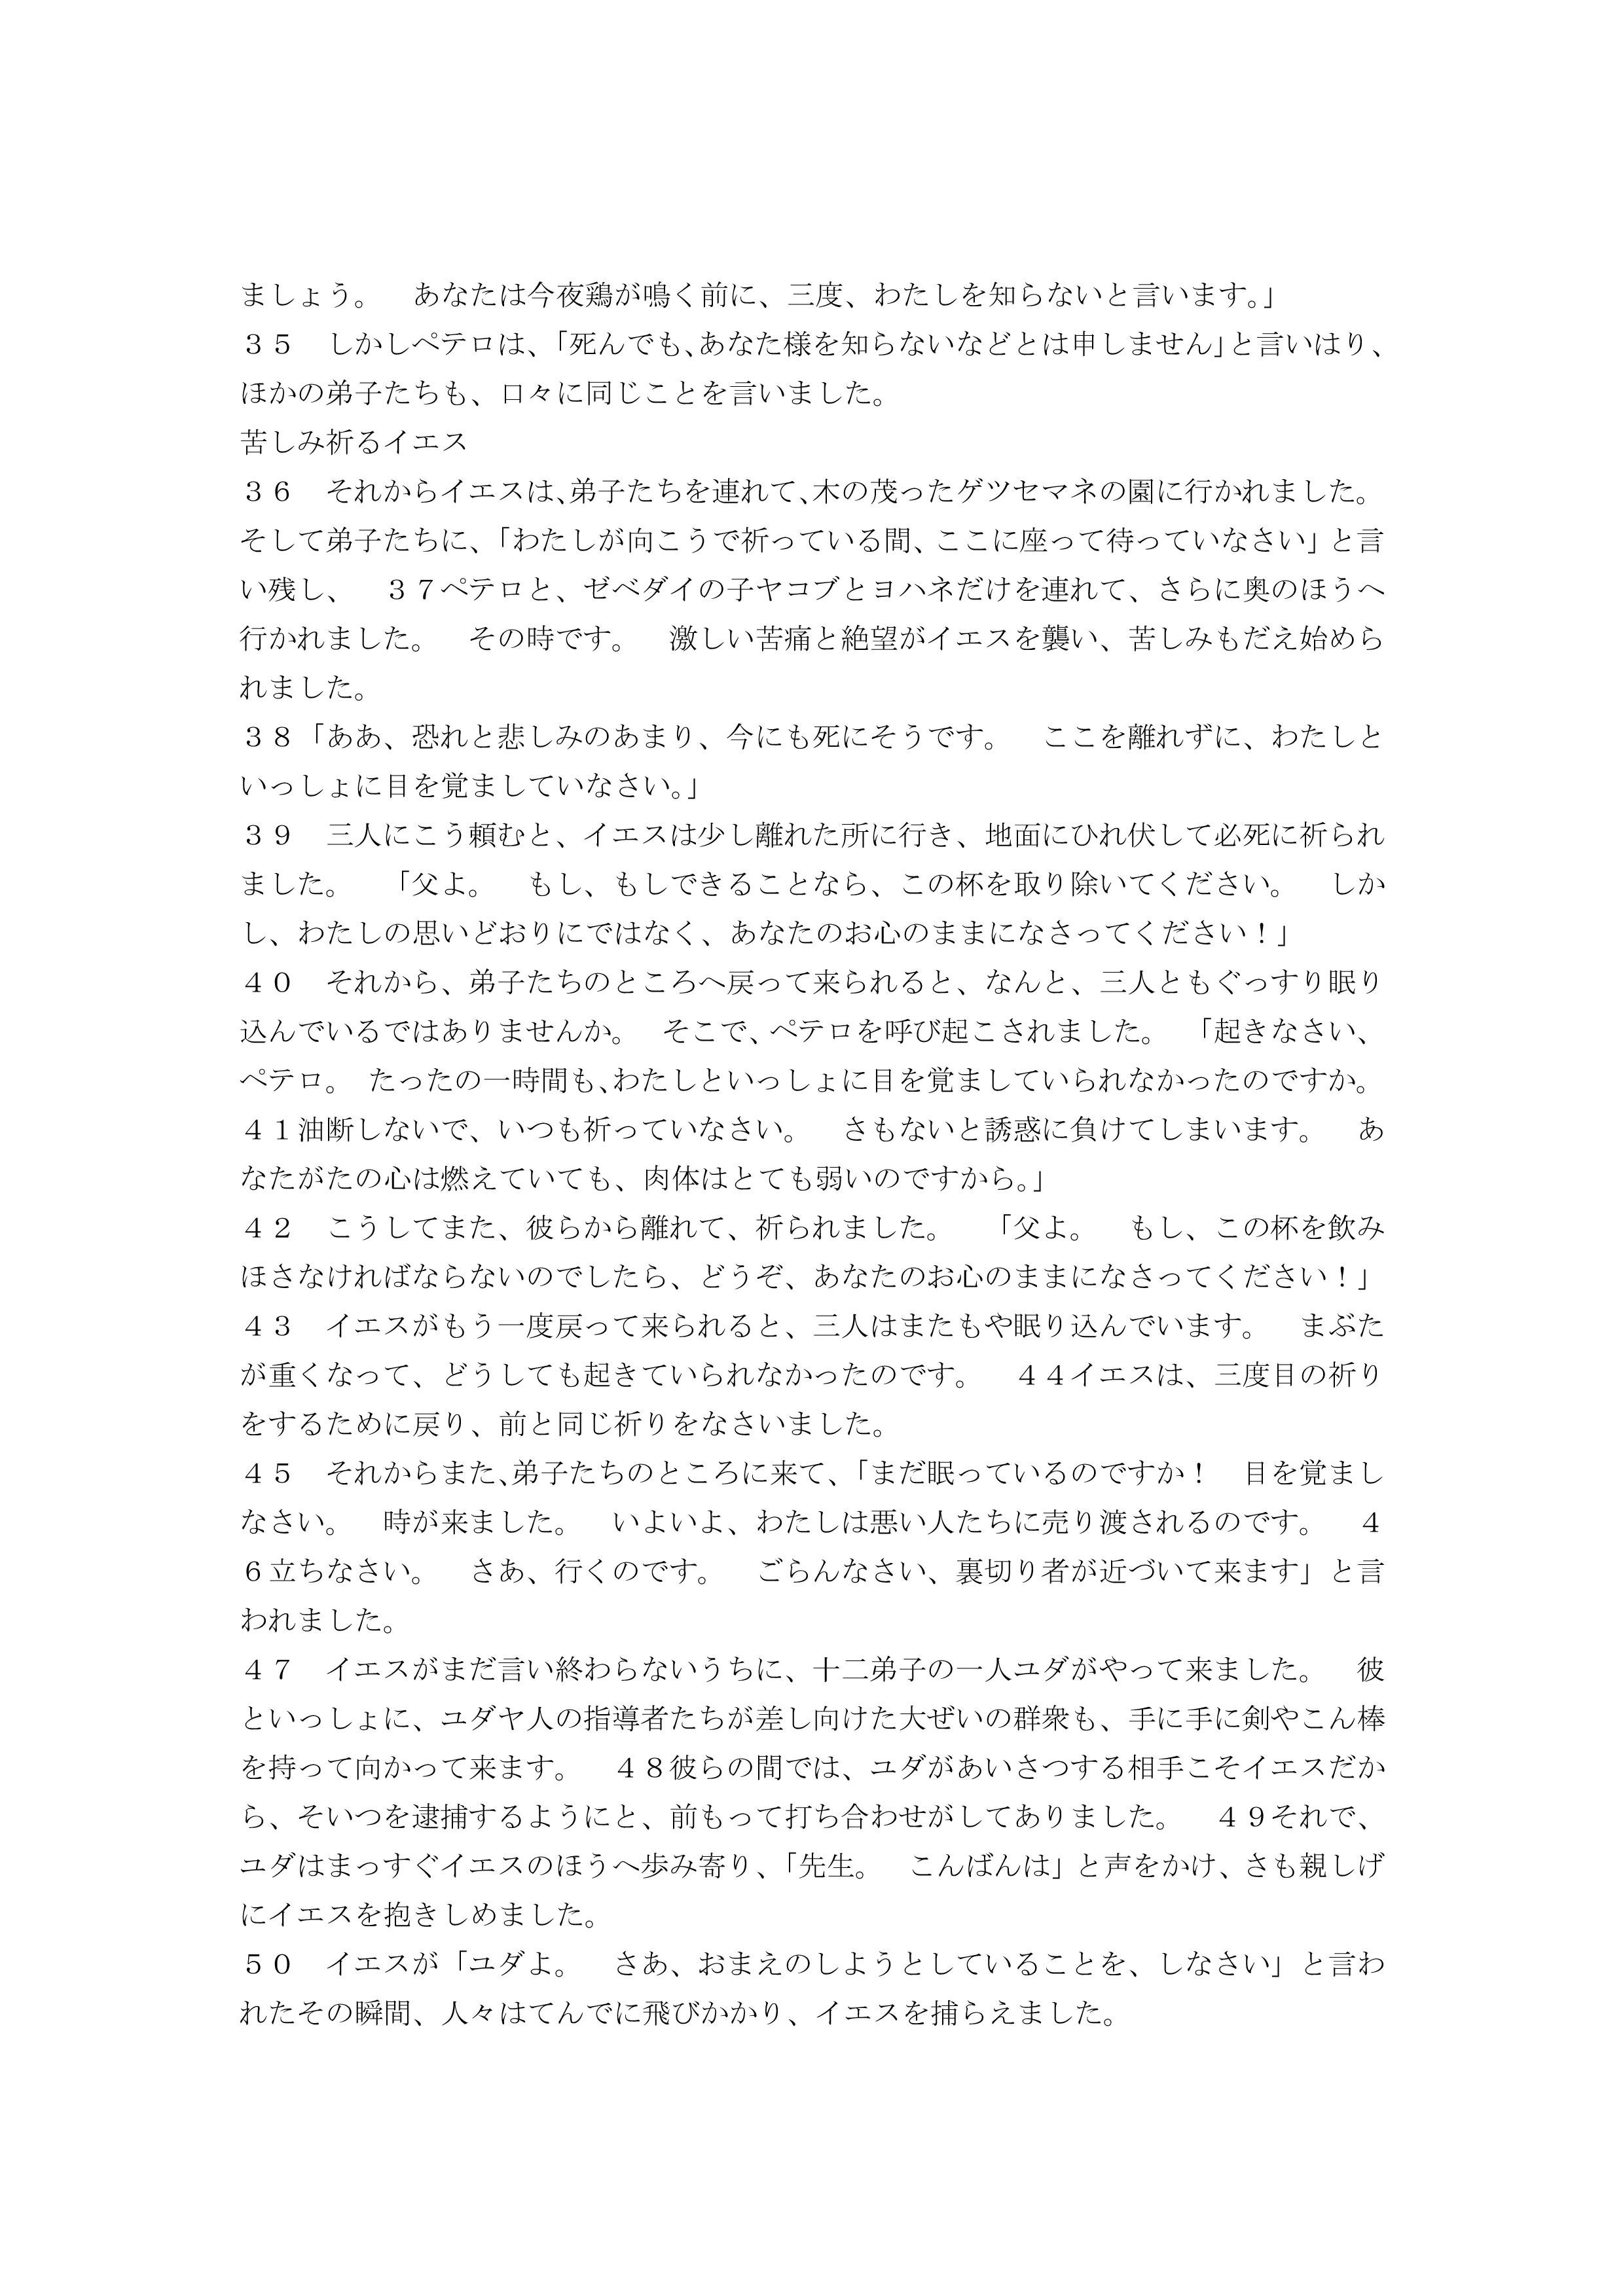 ましょう。　あなたは今夜鶏が鳴く前に、三度、わたしを知らないと言います。」
３５　しかしペテロは、「死んでも、あなた様を知らないなどとは申しません」と言いはり、
ほかの弟子たちも、口々に同じことを言いました。
苦しみ祈るイエス
３６　それからイエスは、弟子たちを連れて、木の茂ったゲツセマネの園に行かれました。
そして弟子たちに、「わたしが向こうで祈っている間、ここに座って待っていなさい」と言
い残し、　３７ペテロと、ゼベダイの子ヤコブとヨハネだけを連れて、さらに奥のほうへ
行かれました。　その時です。　激しい苦痛と絶望がイエスを襲い、苦しみもだえ始めら
れました。
３８「ああ、恐れと悲しみのあまり、今にも死にそうです。　ここを離れずに、わたしと
いっしょに目を覚ましていなさい。」
３９　三人にこう頼むと、イエスは少し離れた所に行き、地面にひれ伏して必死に祈られ
ました。　「父よ。　もし、もしできることなら、この杯を取り除いてください。　しか
し、わたしの思いどおりにではなく、あなたのお心のままになさってください！」
４０　それから、弟子たちのところへ戻って来られると、なんと、三人ともぐっすり眠り
込んでいるではありませんか。　そこで、ペテロを呼び起こされました。　「起きなさい、
ペテロ。　たったの一時間も、わたしといっしょに目を覚ましていられなかったのですか。
４１油断しないで、いつも祈っていなさい。　さもないと誘惑に負けてしまいます。　あ
なたがたの心は燃えていても、肉体はとても弱いのですから。」
４２　こうしてまた、彼らから離れて、祈られました。　「父よ。　もし、この杯を飲み
ほさなければならないのでしたら、どうぞ、あなたのお心のままになさってください！」
４３　イエスがもう一度戻って来られると、三人はまたもや眠り込んでいます。　まぶた
が重くなって、どうしても起きていられなかったのです。　４４イエスは、三度目の祈り
をするために戻り、前と同じ祈りをなさいました。
４５　それからまた、弟子たちのところに来て、「まだ眠っているのですか！　目を覚まし
なさい。　時が来ました。　いよいよ、わたしは悪い人たちに売り渡されるのです。　４
６立ちなさい。　さあ、行くのです。　ごらんなさい、裏切り者が近づいて来ます」と言
われました。
４７　イエスがまだ言い終わらないうちに、十二弟子の一人ユダがやって来ました。　彼
といっしょに、ユダヤ人の指導者たちが差し向けた大ぜいの群衆も、手に手に剣やこん棒
を持って向かって来ます。　４８彼らの間では、ユダがあいさつする相手こそイエスだか
ら、そいつを逮捕するようにと、前もって打ち合わせがしてありました。　４９それで、
ユダはまっすぐイエスのほうへ歩み寄り、「先生。　こんばんは」と声をかけ、さも親しげ
にイエスを抱きしめました。
５０　イエスが「ユダよ。　さあ、おまえのしようとしていることを、しなさい」と言わ
れたその瞬間、人々はてんでに飛びかかり、イエスを捕らえました。